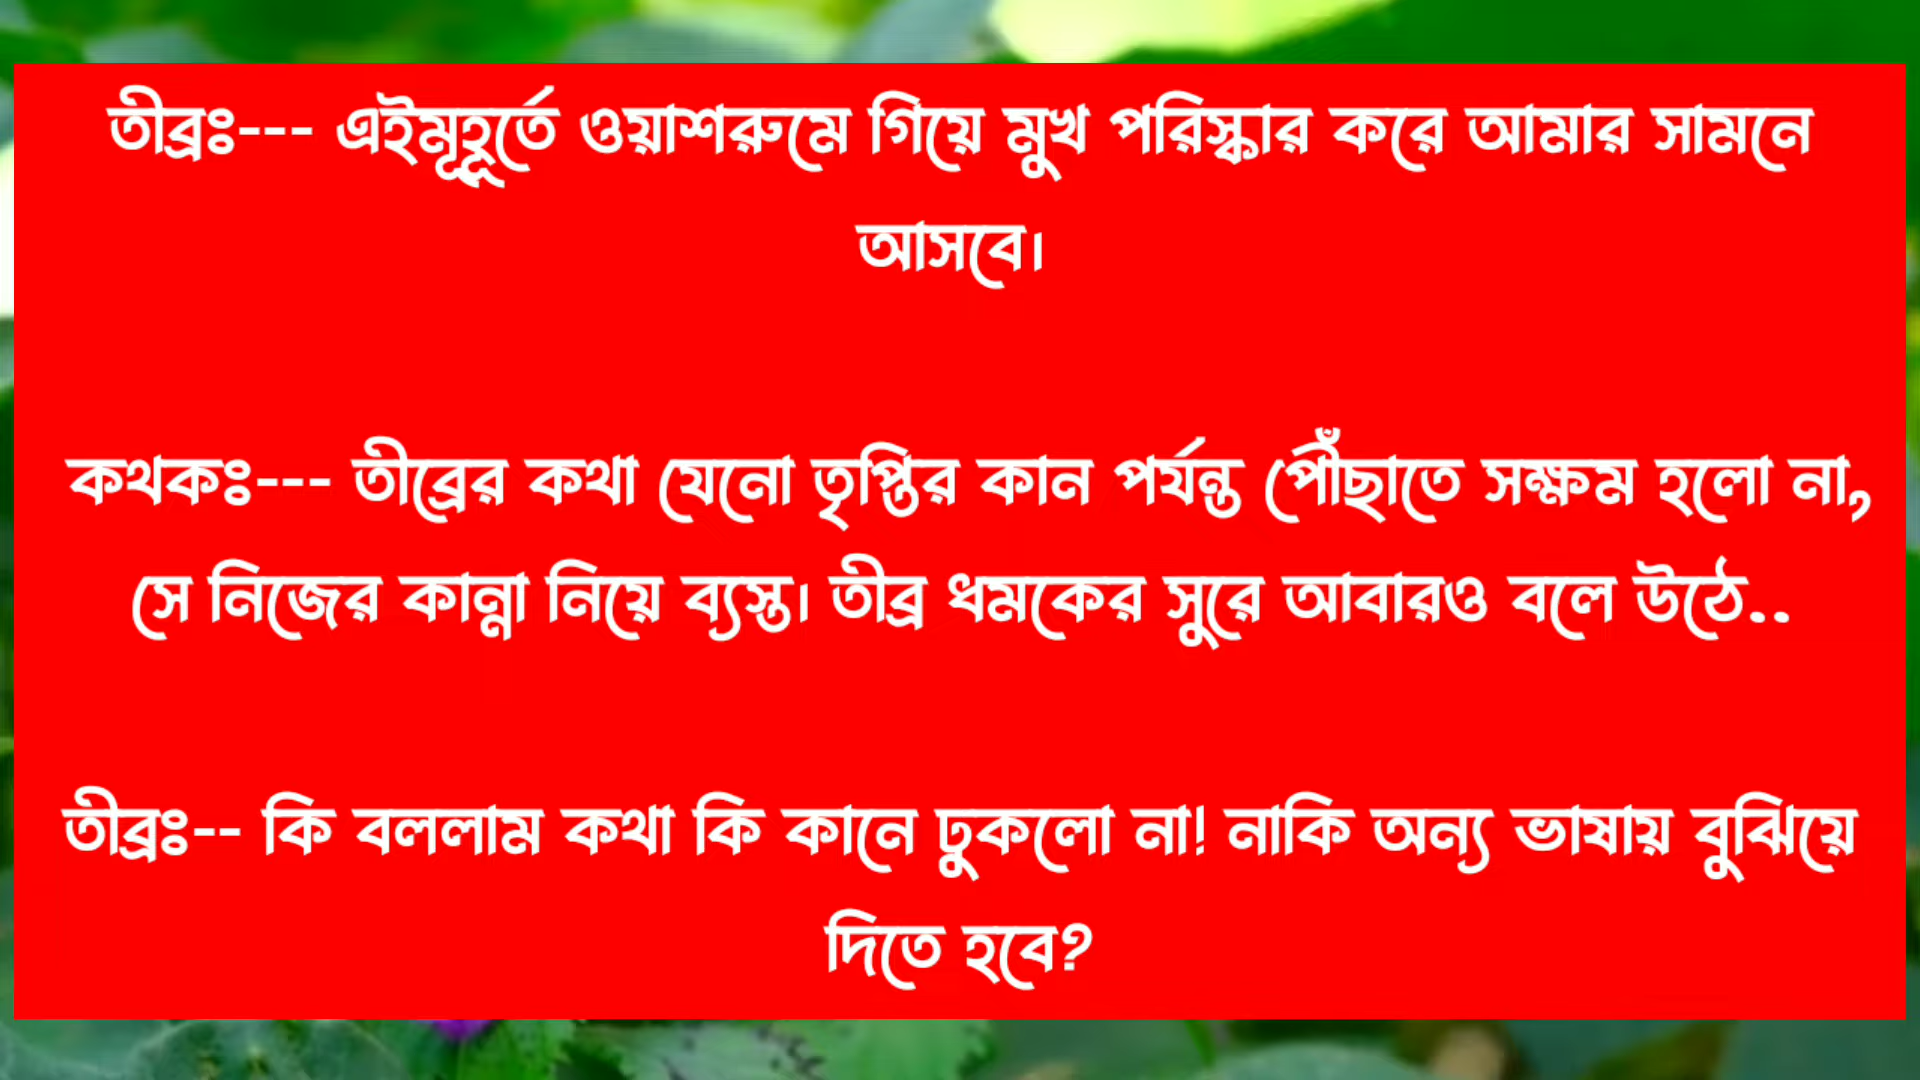 তীব্রঃ--- এইমূহূর্তে ওয়াশরুমে গিয়ে মুখ পরিস্কার করে আমার সামনে
আসবে।
কথকঃ--- তীব্রের কথা যেনো তৃপ্তির কান পর্যন্ত পৌঁছাতে সক্ষম হলো না,
সে নিজের কান্না নিয়ে ব্যস্ত। তীব্র ধমকের সুরে আবারও বলে উঠে..
তীব্রঃ-- কি বললাম কথা কি কানে ঢুকলো না! নাকি অন্য ভাষায় বুঝিয়ে
দিতে হবে?